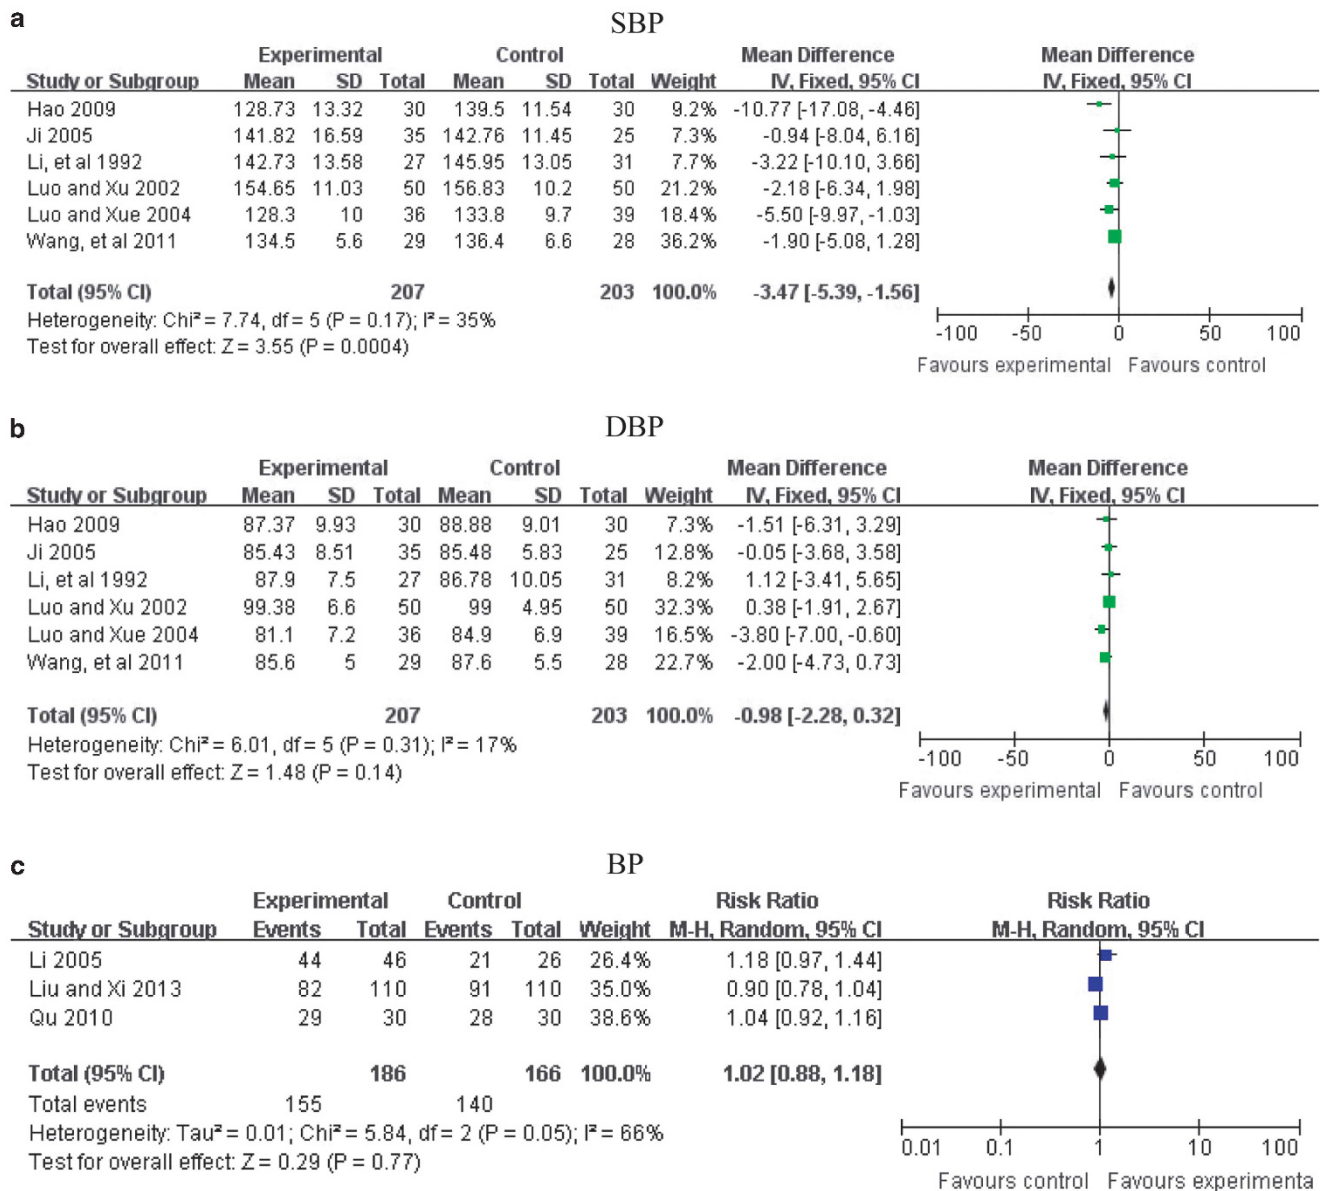 a
SBP
Experimental Control Mean Difference Mean Difference
Study or Subgroup Mean SD Total Mean SD Total Weight IV, Fixed, 95% CI IV, Fixed, 95% CI
Hao 2009 128.73 13.32 30 139.5 11.54 30 9.2% -10.77 [-17.08, -4.46]
Ji 2005 141.82 16.59 35 142.76 11.45 25 7.3% -0.94 [-8.04, 6.16]
Li, et al 1992 142.73 13.58 27 145.95 13.05 31 7.7% -3.22 [-10.10, 3.66]
Luo and Xu 2002 154.65 11.03 50 156.83 10.2 50 21.2% -2.18 [-6.34, 1.98]
Luo and Xue 2004 128.3 10 36 133.8 9.7 39 18.4% -5.50 [-9.97, -1.03]
Wang, et al 2011 134.5 5.6 29 136.4 6.6 28 36.2% -1.90 [-5.08, 1.28]
Total (95% CI) 207 203 100.0% -3.47 [-5.39, -1.56]
Heterogeneity: Chi² = 7.74, df = 5 (P = 0.17); I² = 35%
Test for overall effect: Z = 3.55 (P = 0.0004)
-100 -50 0 50 100
Favours experimental Favours control
b
DBP
Experimental Control Mean Difference Mean Difference
Study or Subgroup Mean SD Total Mean SD Total Weight IV, Fixed, 95% CI IV, Fixed, 95% CI
Hao 2009 87.37 9.93 30 88.88 9.01 30 7.3% -1.51 [-6.31, 3.29]
Ji 2005 85.43 8.51 35 85.48 5.83 25 12.8% -0.05 [-3.68, 3.58]
Li, et al 1992 87.9 7.5 27 86.78 10.05 31 8.2% 1.12 [-3.41, 5.65]
Luo and Xu 2002 99.38 6.6 50 99 4.95 50 32.3% 0.38 [-1.91, 2.67]
Luo and Xue 2004 81.1 7.2 36 84.9 6.9 39 16.5% -3.80 [-7.00, -0.60]
Wang, et al 2011 85.6 5 29 87.6 5.5 28 22.7% -2.00 [-4.73, 0.73]
Total (95% CI) 207 203 100.0% -0.98 [-2.28, 0.32]
Heterogeneity: Chi² = 6.01, df = 5 (P = 0.31); I² = 17%
Test for overall effect: Z = 1.48 (P = 0.14)
-100 -50 0 50 100
Favours experimental Favours control
c
BP
Experimental Control Risk Ratio Risk Ratio
Study or Subgroup Events Total Events Total Weight M-H, Random, 95% CI M-H, Random, 95% CI
Li 2005 44 46 21 26 26.4% 1.18 [0.97, 1.44]
Liu and Xi 2013 82 110 91 110 35.0% 0.90 [0.78, 1.04]
Qu 2010 29 30 28 30 38.6% 1.04 [0.92, 1.16]
Total (95% CI) 186 166 100.0% 1.02 [0.88, 1.18]
Total events 155 140
Heterogeneity: Tau² = 0.01; Chi² = 5.84, df = 2 (P = 0.05); I² = 66%
Test for overall effect: Z = 0.29 (P = 0.77)
0.01 0.1 1 10 100
Favours control Favours experimenta